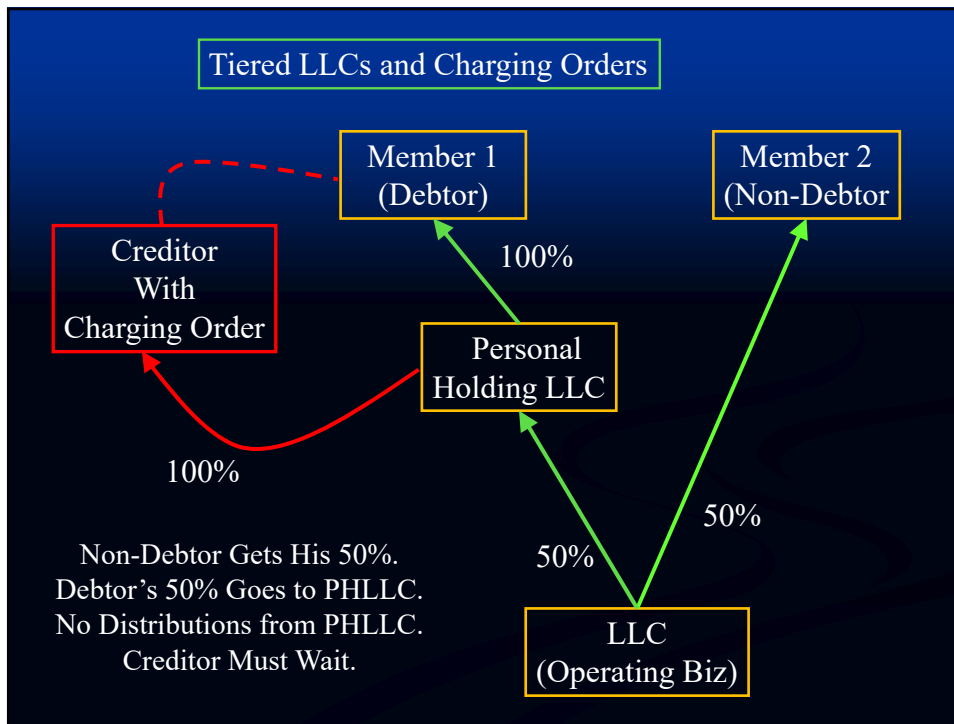 Tiered LLCs and Charging Orders
Member 1
(Debtor)
Member 2
(Non-Debtor
Creditor
With
Charging Order
100%
Personal
Holding LLC
100%
50%
50%
Non-Debtor Gets His 50%.
Debtor’s 50% Goes to PHLLC.
No Distributions from PHLLC.
Creditor Must Wait.
LLC
(Operating Biz)